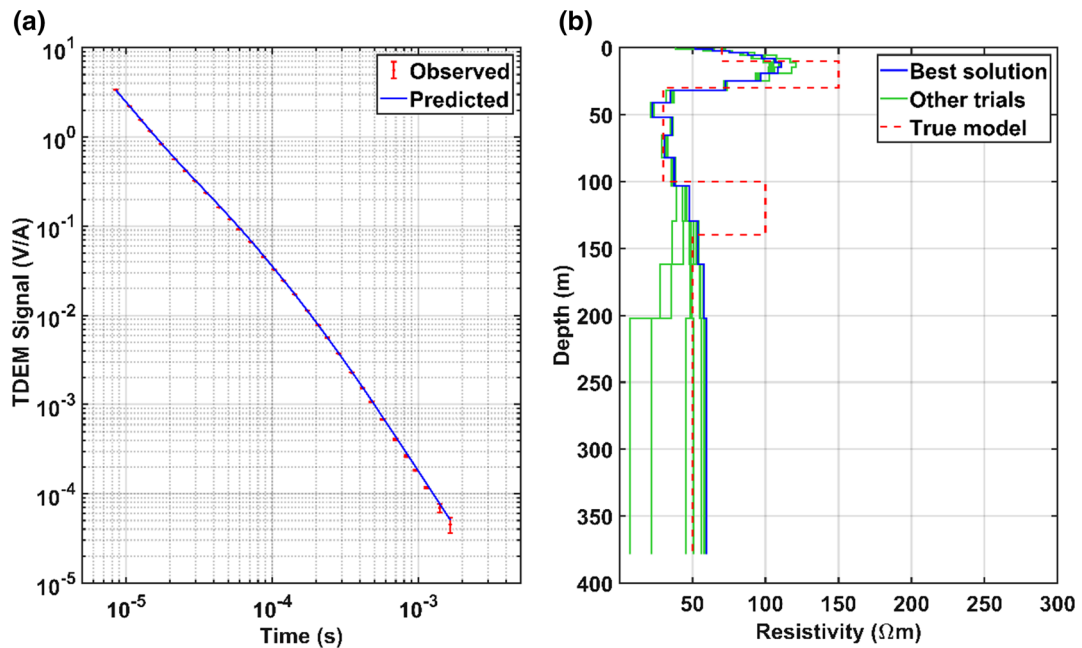 (a)
10^1
10^0
10^-1
10^-2
10^-3
10^-4
10^-5
TDEM Signal (V/A)
Observed
Predicted
10^-5
10^-4
10^-3
Time (s)
(b)
0
50
100
150
200
250
300
350
400
Depth (m)
Best solution
Other trials
True model
50
100
150
200
250
300
Resistivity (Ωm)